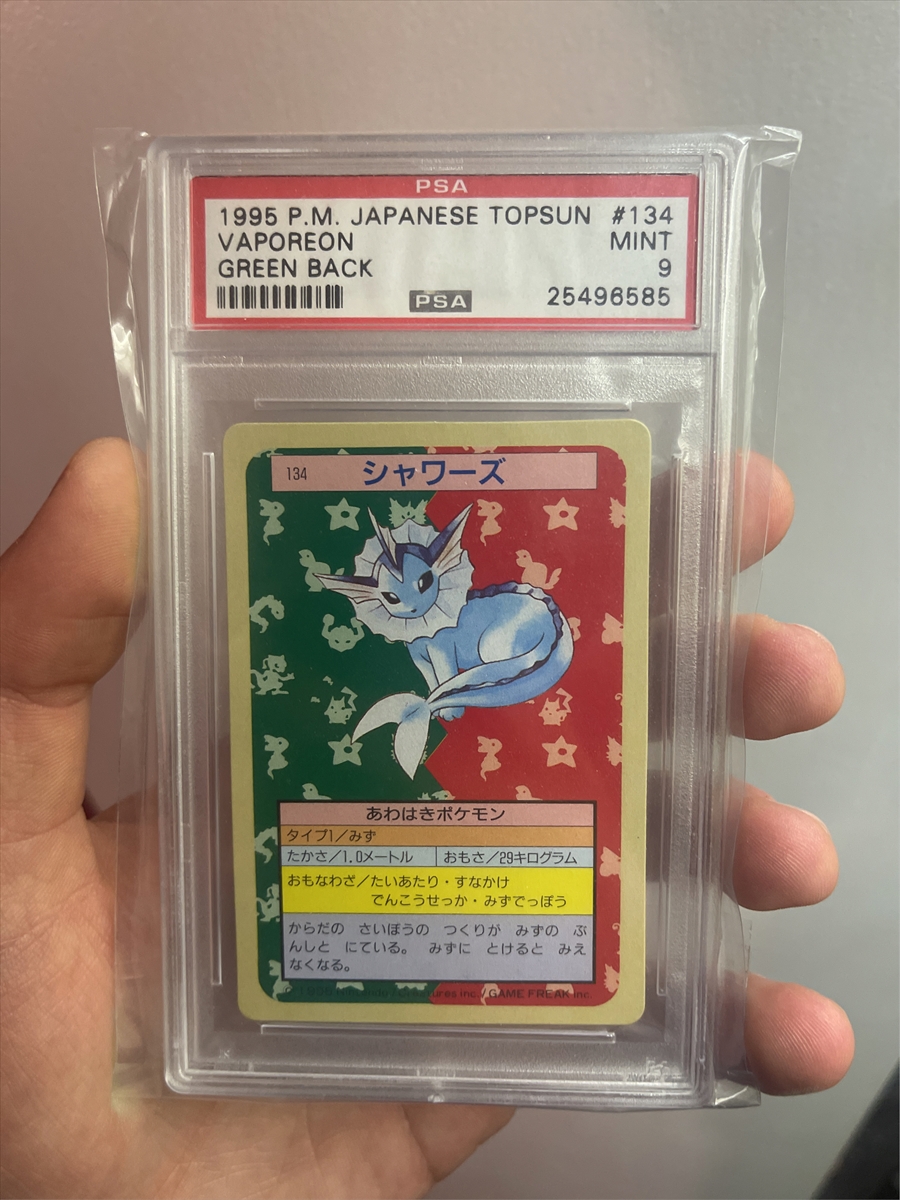 PSA
1995 P.M. JAPANESE TOPSUN #134
VAPOREON MINT
GREEN BACK 9
PSA 25496585
134 シャワーズ
あわはきポケモン
タイプ1/みず
たかさ/1.0メートル おもさ/29キログラム
おもなわざ/たいあたり・すなかけ
でんこうせっか・みずでっぽう
からだの さいぼうの つくりが みずの ぶ
んしと にている。 みずに とけると みえ
なくなる。
GAME FREAK inc.